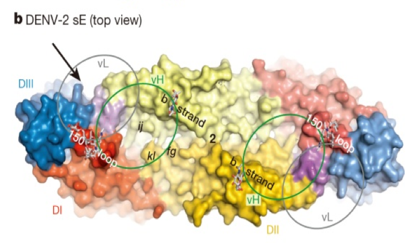 b DENV-2 sE (top view)
vL
DIII
vH
b strand
150 loop
ij
kl
fg
2
150 loop
b strand
vH
vL
DI
DII